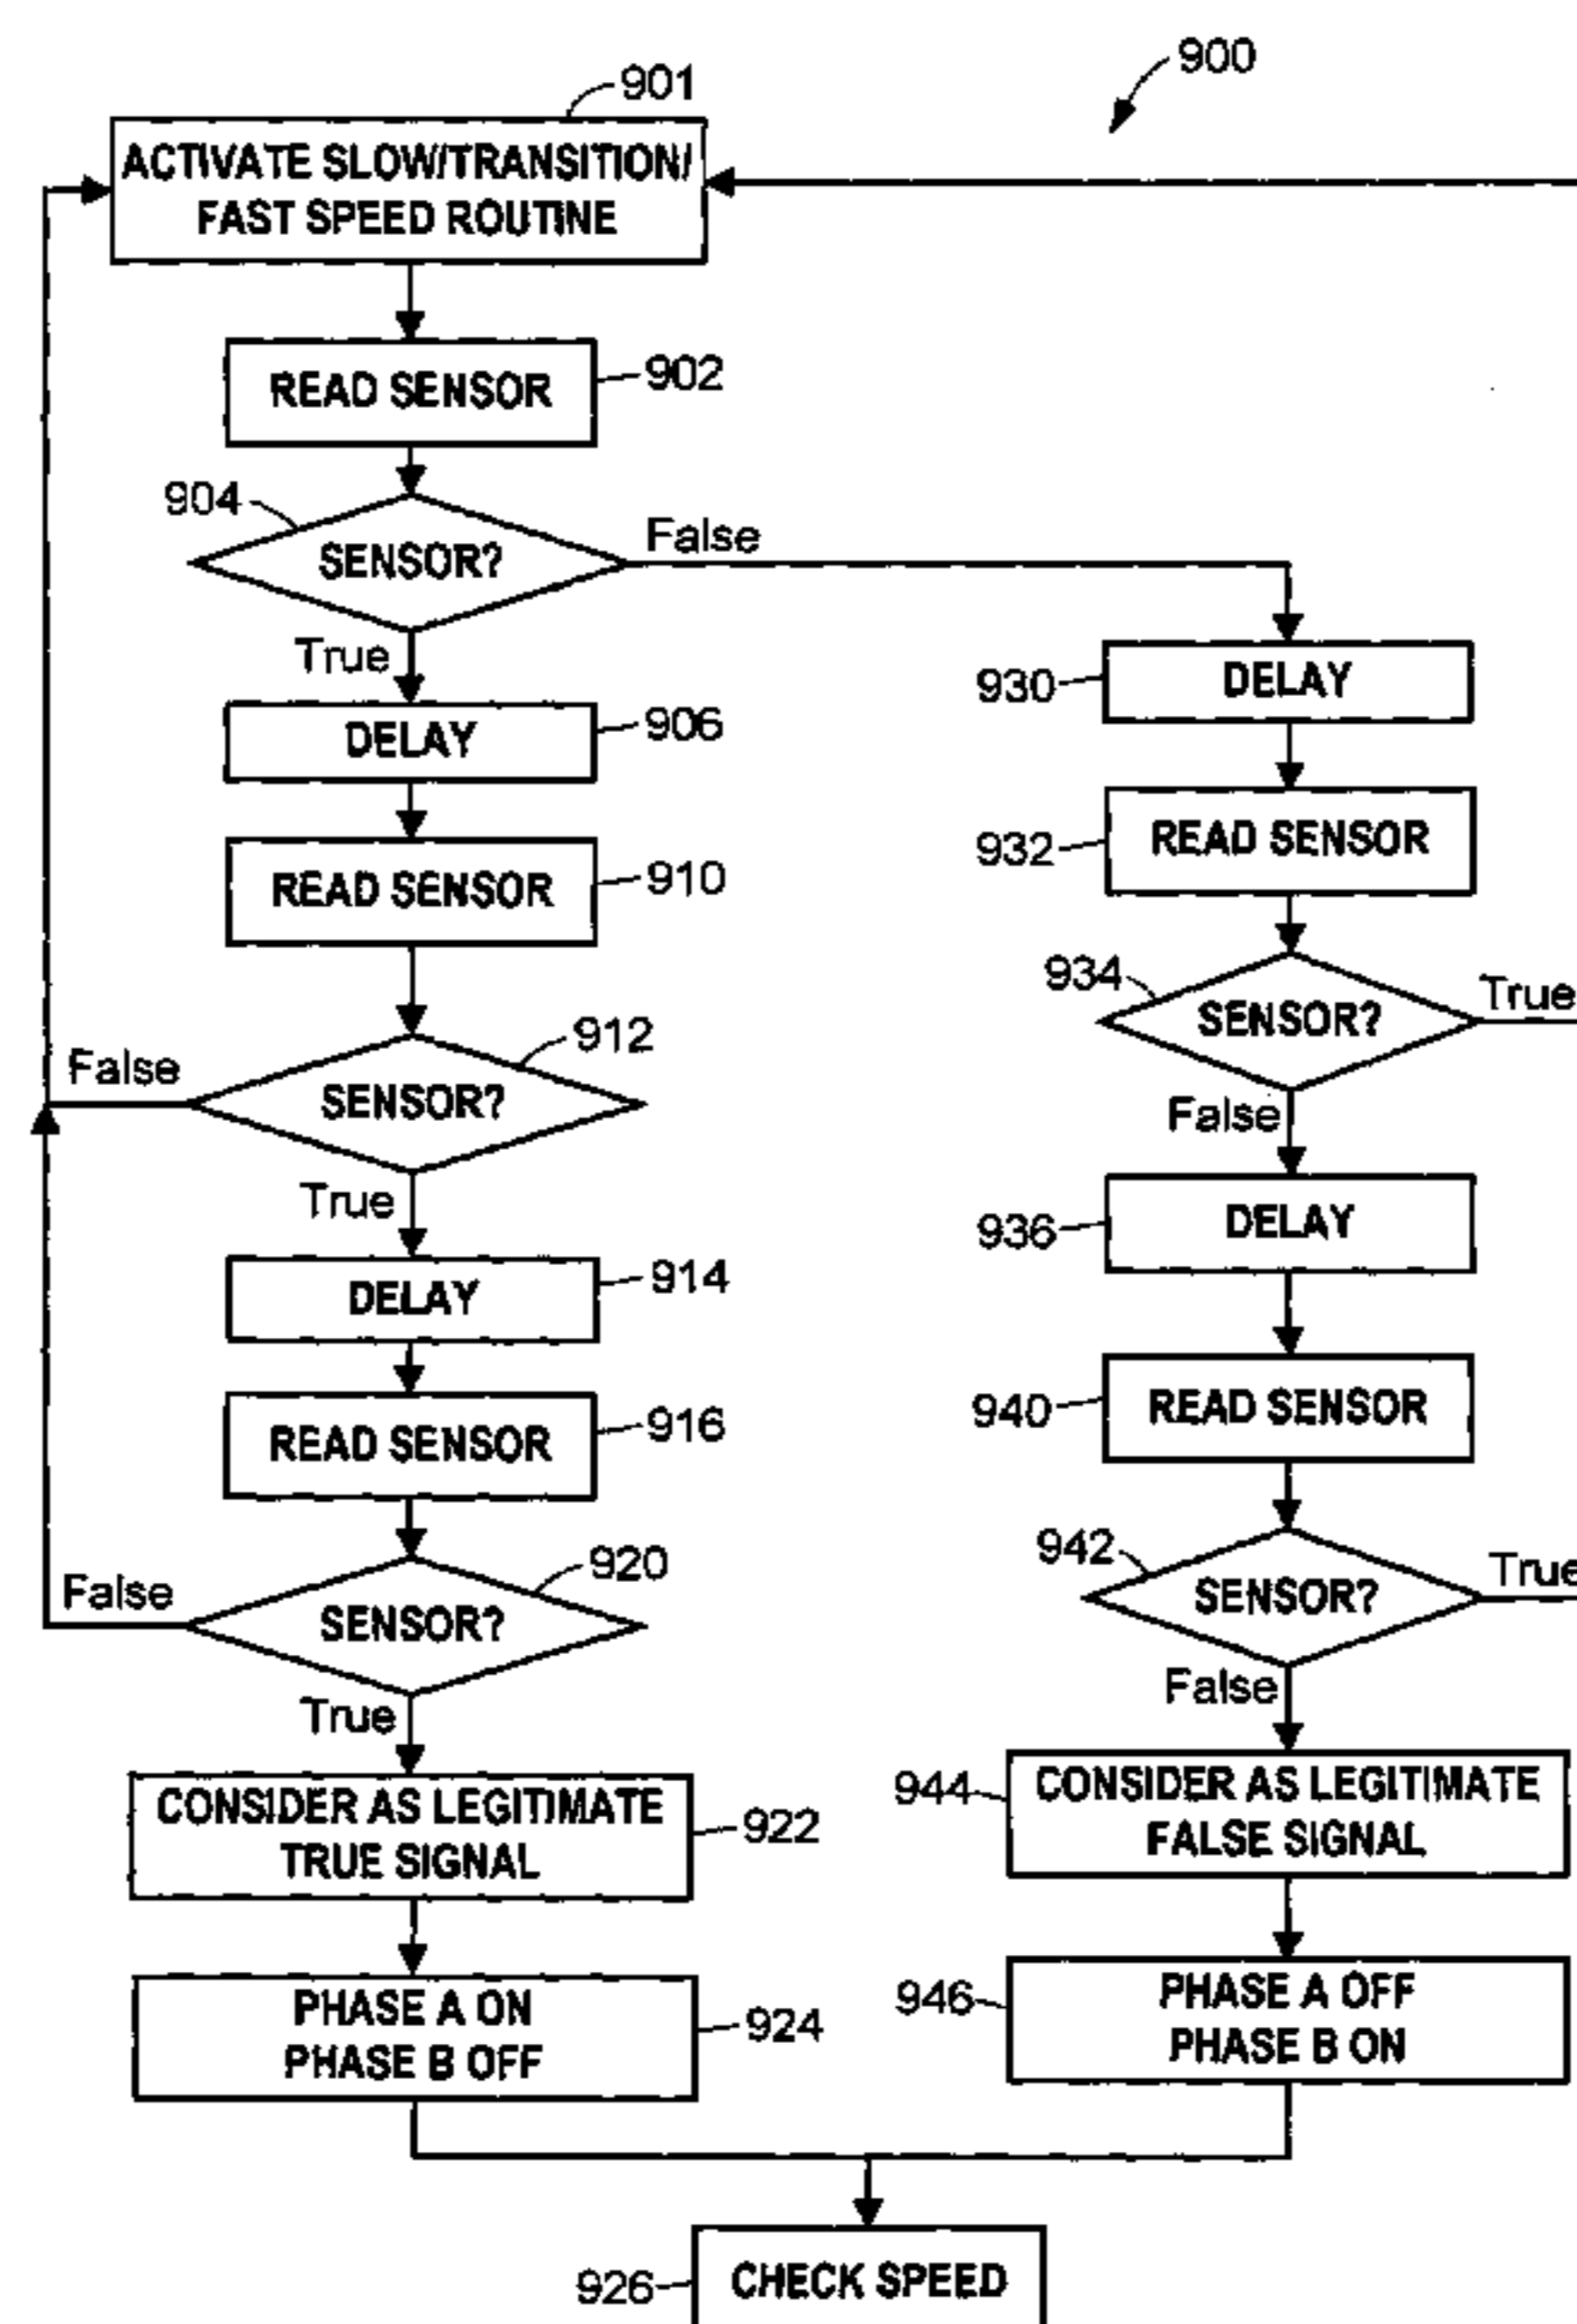 900
901
ACTIVATE SLOW/TRANSITION/
FAST SPEED ROUTINE
READ SENSOR
902
904
SENSOR?
False
True
DELAY
906
READ SENSOR
910
912
SENSOR?
False
True
DELAY
914
READ SENSOR
916
920
SENSOR?
False
True
CONSIDER AS LEGITIMATE
TRUE SIGNAL
922
PHASE A ON
PHASE B OFF
924
930
DELAY
932
READ SENSOR
934
SENSOR?
True
False
936
DELAY
940
READ SENSOR
942
SENSOR?
True
False
944
CONSIDER AS LEGITIMATE
FALSE SIGNAL
946
PHASE A OFF
PHASE B ON
926
CHECK SPEED